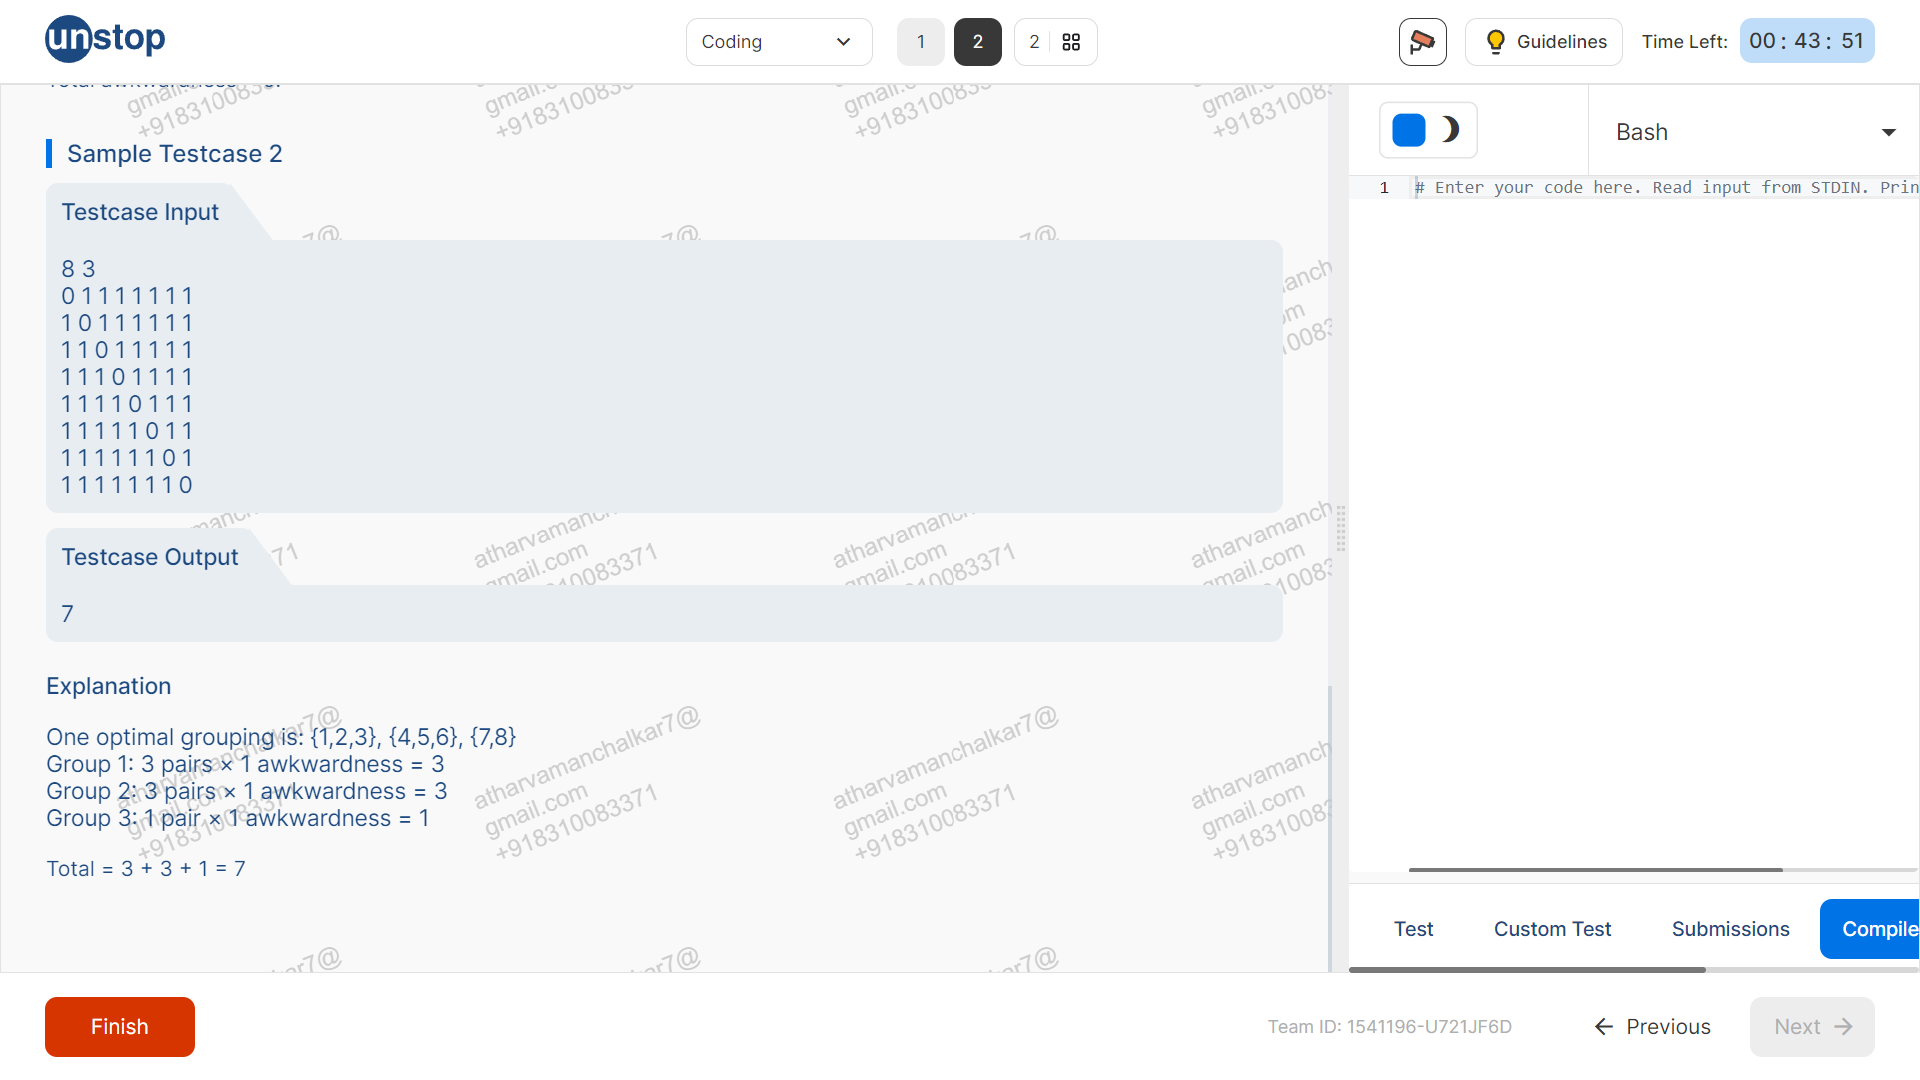 unstop
Coding
1
2
2
Guidelines
Time Left:
00 : 43 : 51
Sample Testcase 2
Testcase Input
8 3
0 1 1 1 1 1 1 1
1 0 1 1 1 1 1 1
1 1 0 1 1 1 1 1
1 1 1 0 1 1 1 1
1 1 1 1 0 1 1 1
1 1 1 1 1 0 1 1
1 1 1 1 1 1 0 1
1 1 1 1 1 1 1 0
Testcase Output
7
Explanation
One optimal grouping is: {1,2,3}, {4,5,6}, {7,8}
Group 1: 3 pairs × 1 awkwardness = 3
Group 2: 3 pairs × 1 awkwardness = 3
Group 3: 1 pair × 1 awkwardness = 1
Total = 3 + 3 + 1 = 7
atharvamanchalkar7@
gmail.com
+918310083371
Bash
1
# Enter your code here. Read input from STDIN. Prin
Test
Custom Test
Submissions
Compile
Finish
Team ID: 1541196-U721JF6D
Previous
Next